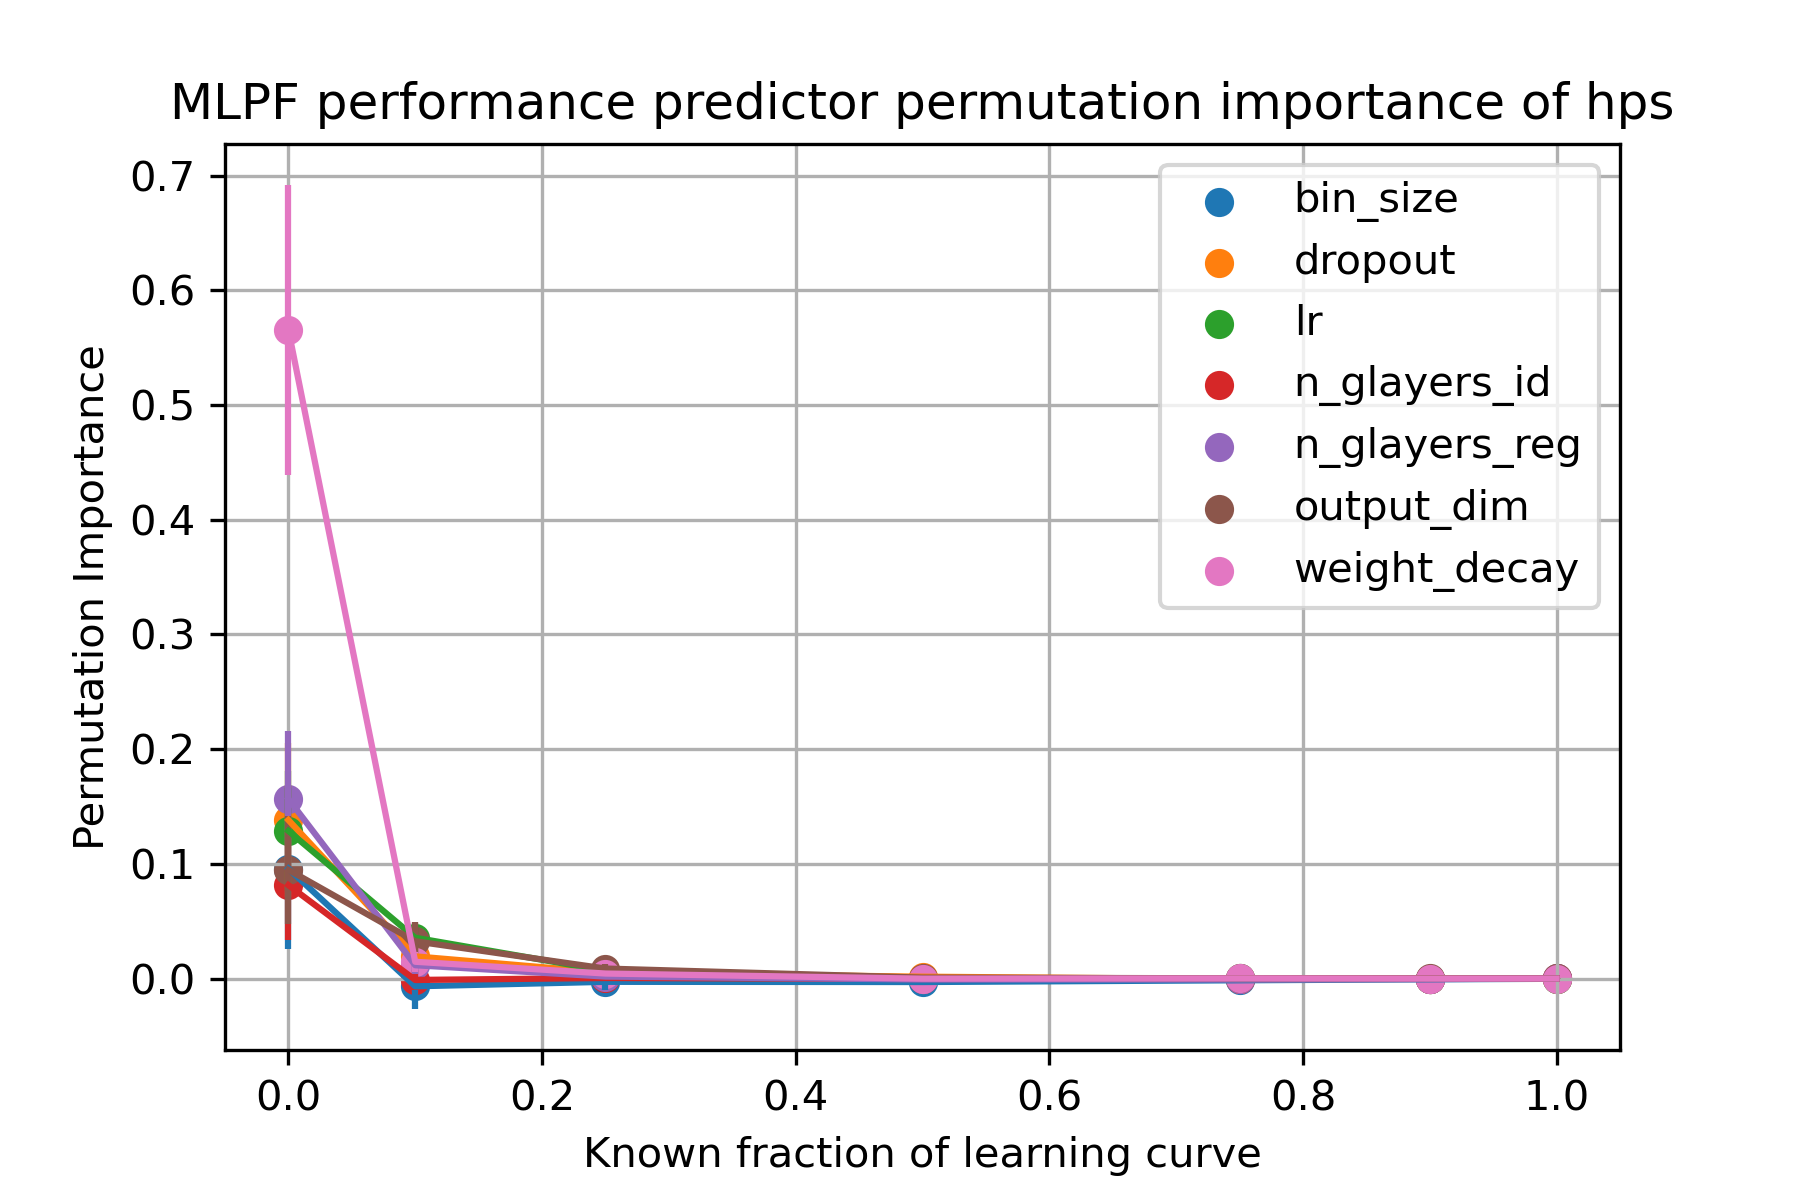 MLPF performance predictor permutation importance of hps
0.7
0.6
0.5
0.4
0.3
0.2
0.1
0.0
Permutation Importance
bin_size
dropout
lr
n_glayers_id
n_glayers_reg
output_dim
weight_decay
0.0 0.2 0.4 0.6 0.8 1.0
Known fraction of learning curve